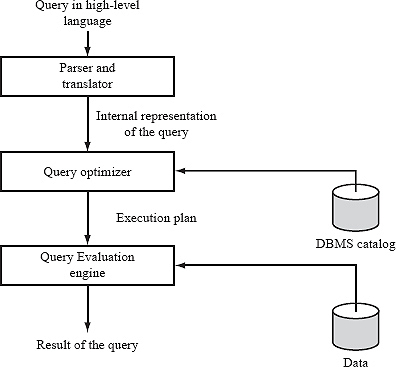 Query in high-level
language
Parser and
translator
Internal representation
of the query
Query optimizer
Execution plan
DBMS catalog
Query Evaluation
engine
Result of the query
Data